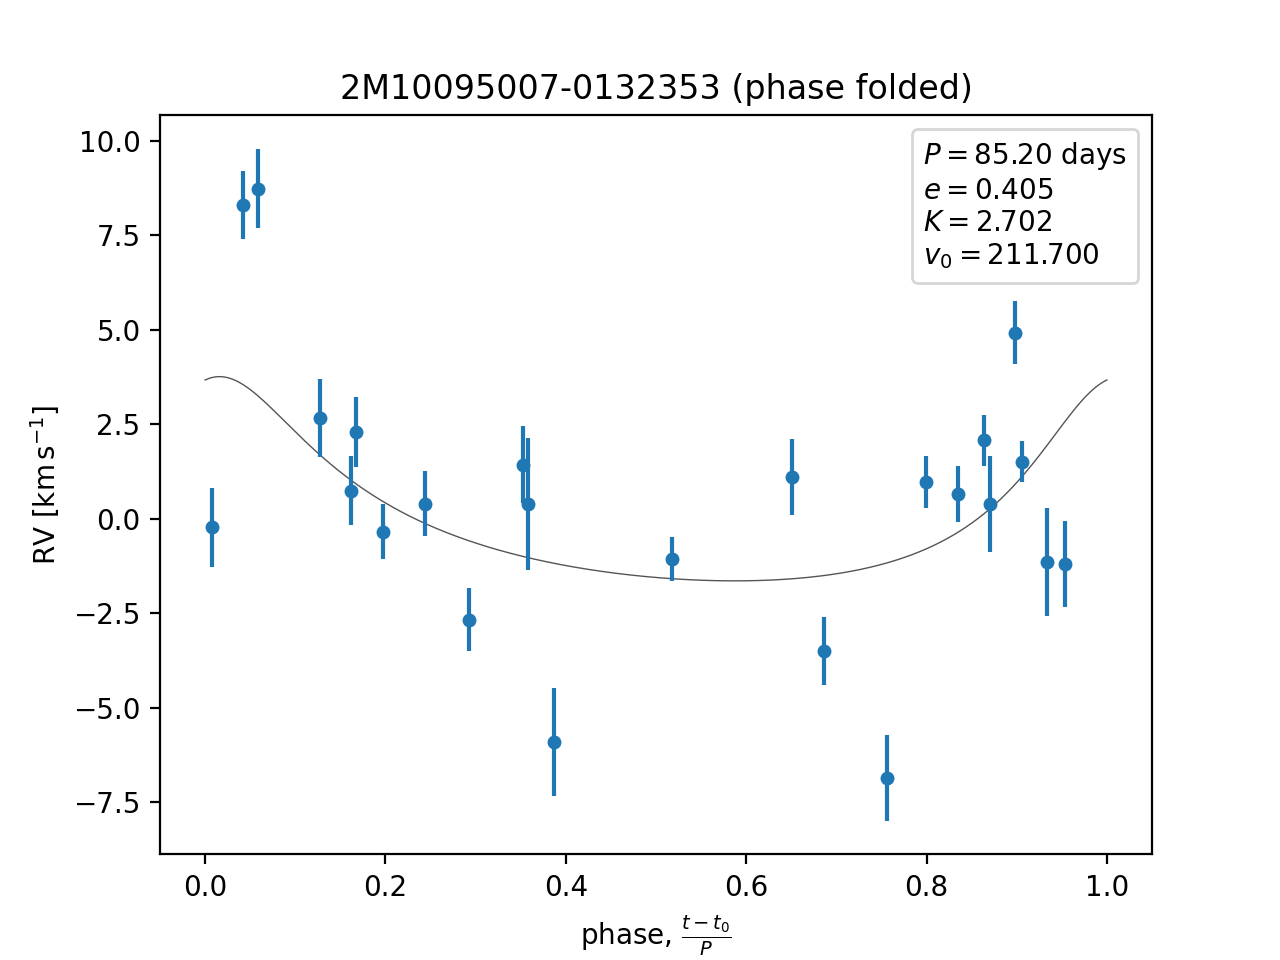 2M10095007-0132353 (phase folded)
P = 85.20 days
e = 0.405
K = 2.702
v₀ = 211.700
10.0
7.5
5.0
2.5
0.0
−2.5
−5.0
−7.5
RV [km s⁻¹]
0.0 0.2 0.4 0.6 0.8 1.0
phase, (t − t₀)/P